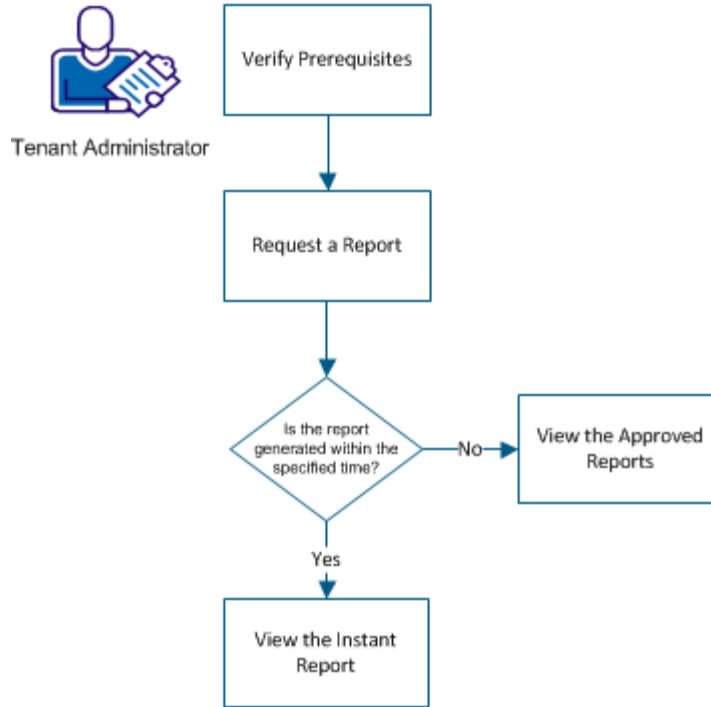 Verify Prerequisites
Tenant Administrator
Request a Report
Is the report
generated within the
specified time?
No
View the Approved
Reports
Yes
View the Instant
Report